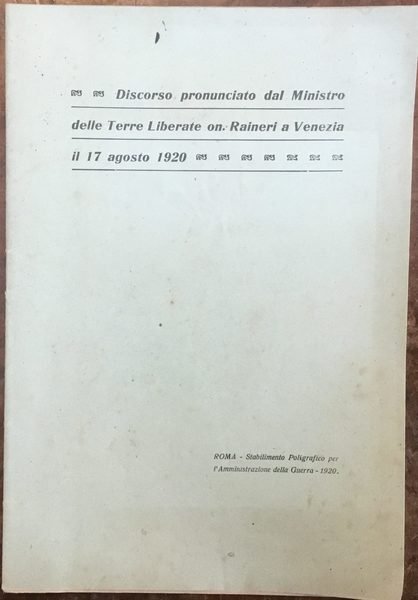 Discorso pronunciato dal Ministro
delle Terre Liberate on. Raineri a Venezia
il 17 agosto 1920
ROMA - Stabilimento Poligrafico per
l'Amministrazione della Guerra - 1920.